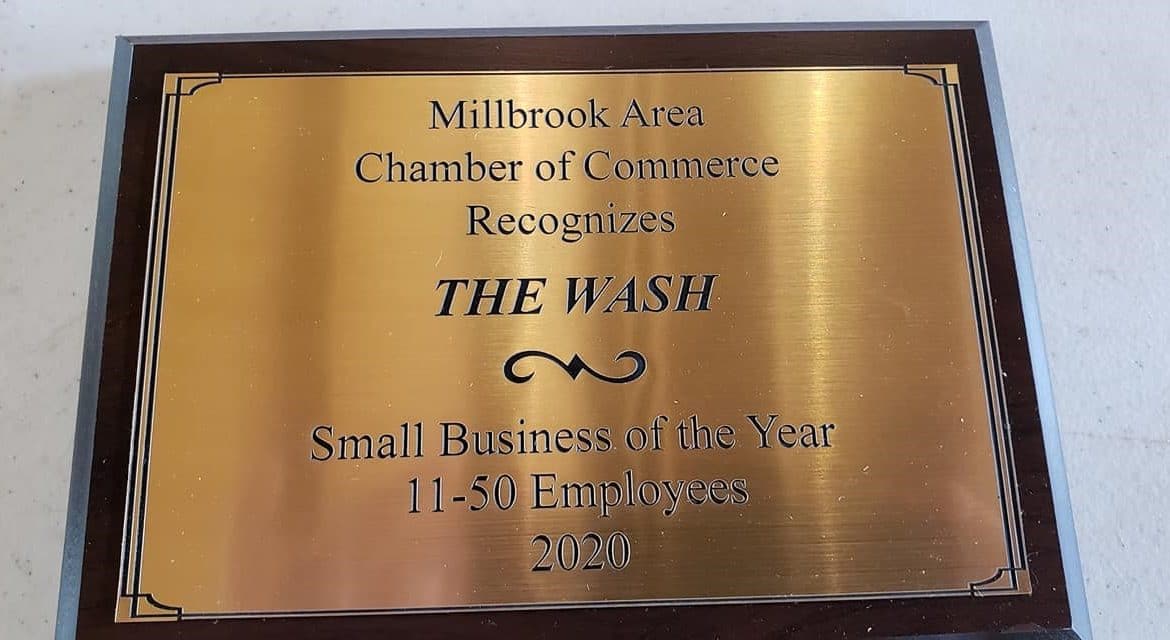 Millbrook Area
Chamber of Commerce
Recognizes
THE WASH
Small Business of the Year
11-50 Employees
2020